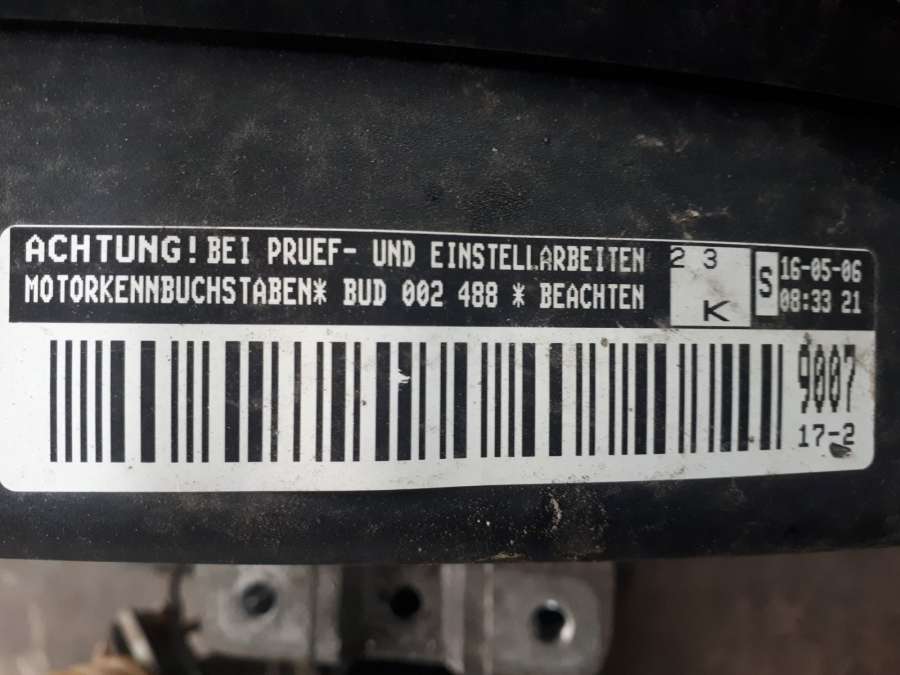 ACHTUNG! BEI PRUEF- UND EINSTELLARBEITEN
MOTORKENNBUCHSTABEN* BUD 002 488 * BEACHTEN
2 3
K
S
16-05-06
08:33 21
9007
17-2